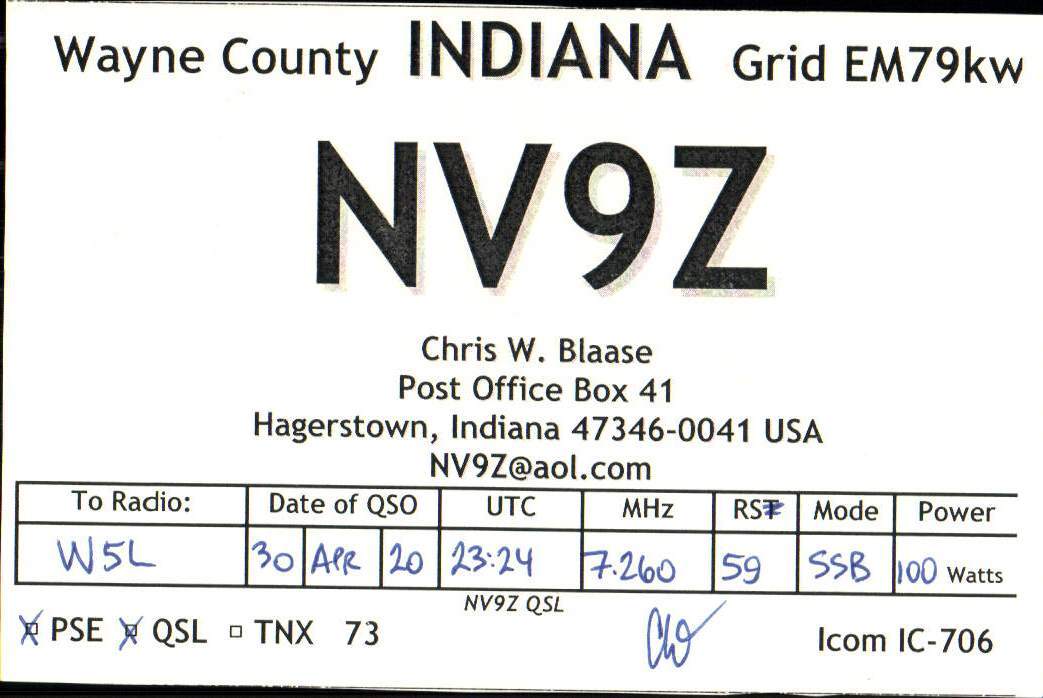 Wayne County INDIANA Grid EM79kw
NV9Z
Chris W. Blaase
Post Office Box 41
Hagerstown, Indiana 47346-0041 USA
NV9Z@aol.com
To Radio: Date of QSO UTC MHz RST Mode Power
W5L 30 APR 20 23:24 7.260 59 SSB 100 Watts
NV9Z QSL
PSE QSL TNX 73 CW Icom IC-706